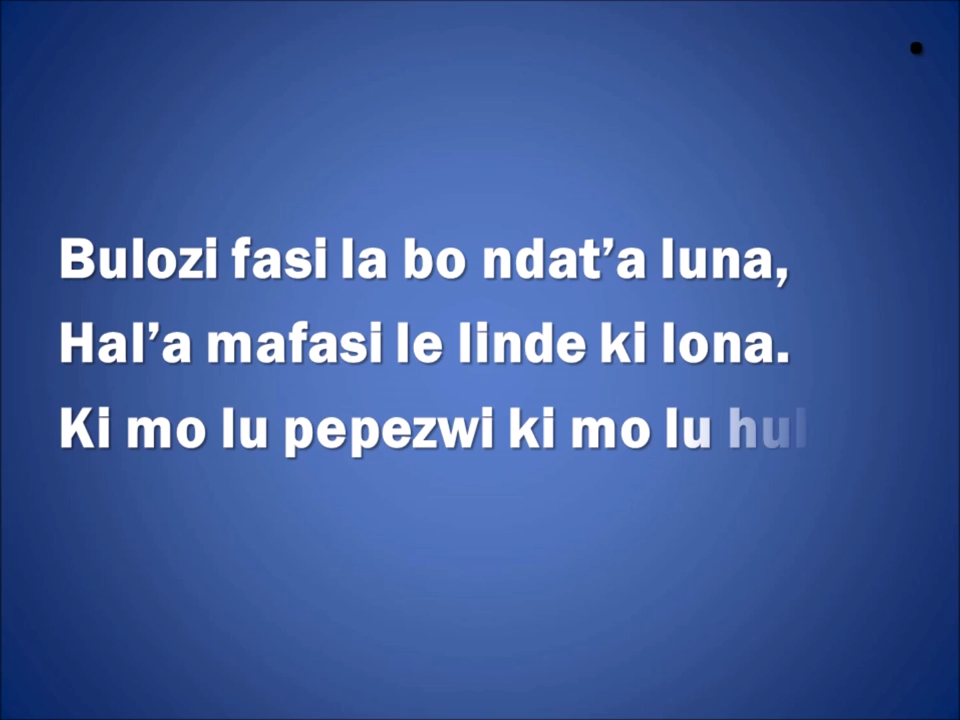 Bulozi fasi la bo ndat’a luna,
Hal’a mafasi le linde ki lona.
Ki mo lu pepezwi ki mo lu